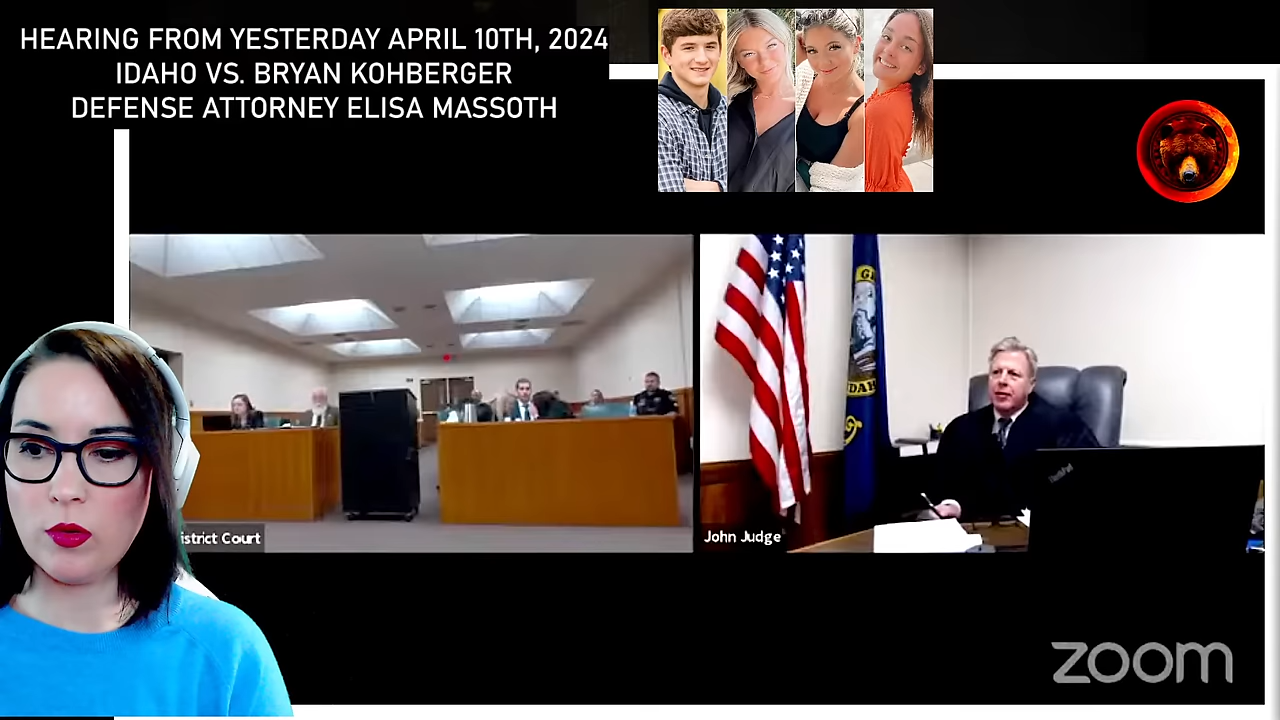 HEARING FROM YESTERDAY APRIL 10TH, 2024
IDAHO VS. BRYAN KOHBERGER
DEFENSE ATTORNEY ELISA MASSOTH
istrict Court
John Judge
zoom